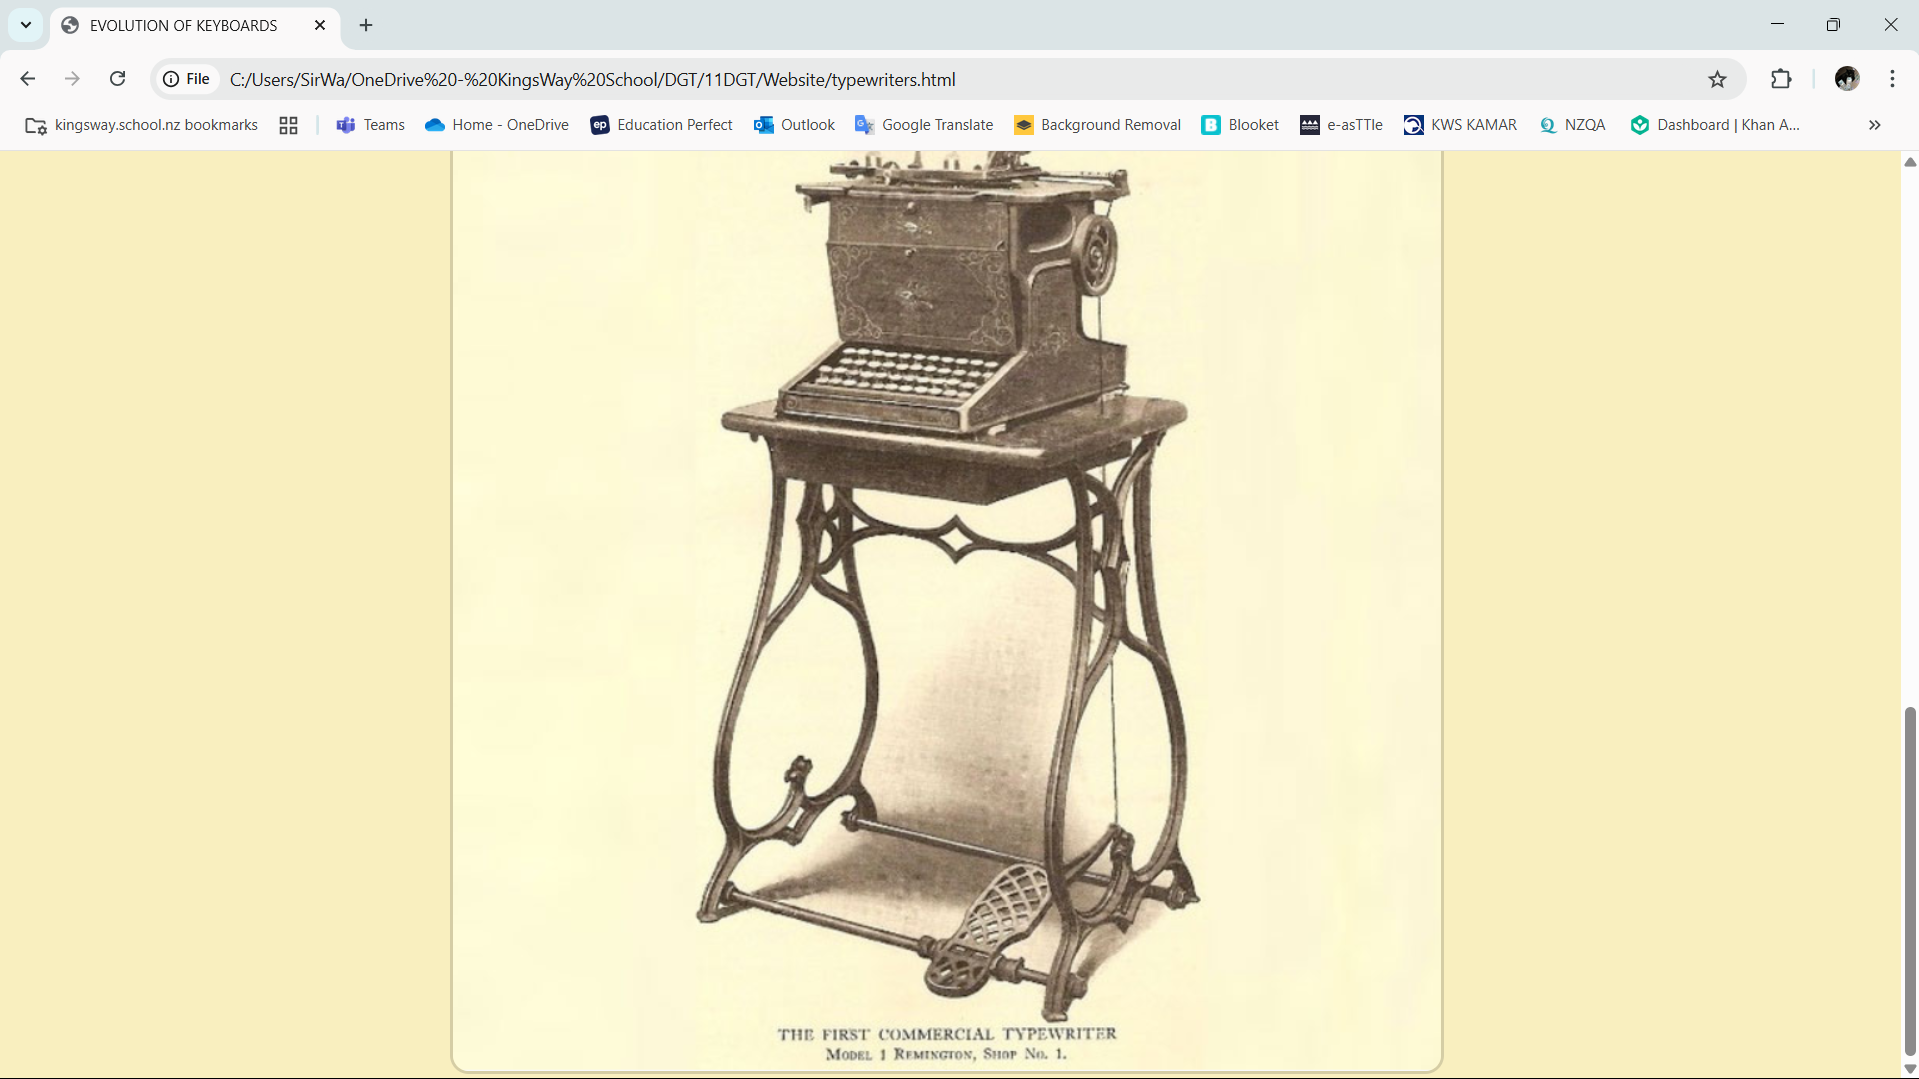 EVOLUTION OF KEYBOARDS
File C:/Users/SirWa/OneDrive%20-%20KingsWay%20School/DGT/11DGT/Website/typewriters.html
kingsway.school.nz bookmarks Teams Home - OneDrive ep Education Perfect Outlook Google Translate Background Removal B Blooket e-asTTle KWS KAMAR NZQA Dashboard | Khan A...
THE FIRST COMMERCIAL TYPEWRITER
MODEL 1 REMINGTON, SHOP NO. 1.